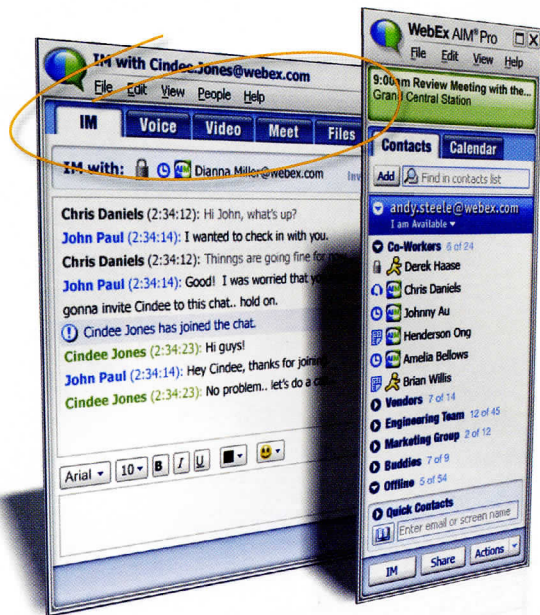 IM with Cindee.Jones@webex.com
File Edit View People Help
IM Voice Video Meet Files
IM with: Dianna.Miller@webex.com
Chris Daniels (2:34:12): Hi John, what's up?
John Paul (2:34:14): I wanted to check in with you.
Chris Daniels (2:34:12): Thinngs are going fine for now.
John Paul (2:34:14): Good! I was worried that you
gonna invite Cindee to this chat.. hold on.
Cindee Jones has joined the chat.
Cindee Jones (2:34:23): Hi guys!
John Paul (2:34:14): Hey Cindee, thanks for joining
Cindee Jones (2:34:23): No problem.. let's do a
Arial 10 B I U
WebEx AIM® Pro
File Edit View Help
9:00am Review Meeting with the...
Grand Central Station
Contacts Calendar
Add Find in contacts list
andy.steele@webex.com
I am Available
Co-Workers 6 of 24
Derek Haase
AIM Chris Daniels
AIM Johnny Au
AIM Henderson Ong
AIM Amelia Bellows
Brian Willis
Vendors 7 of 14
Engineering Team 12 of 45
Marketing Group 2 of 12
Buddies 7 of 9
Offline 5 of 54
Quick Contacts
Enter email or screen name
IM Share Actions